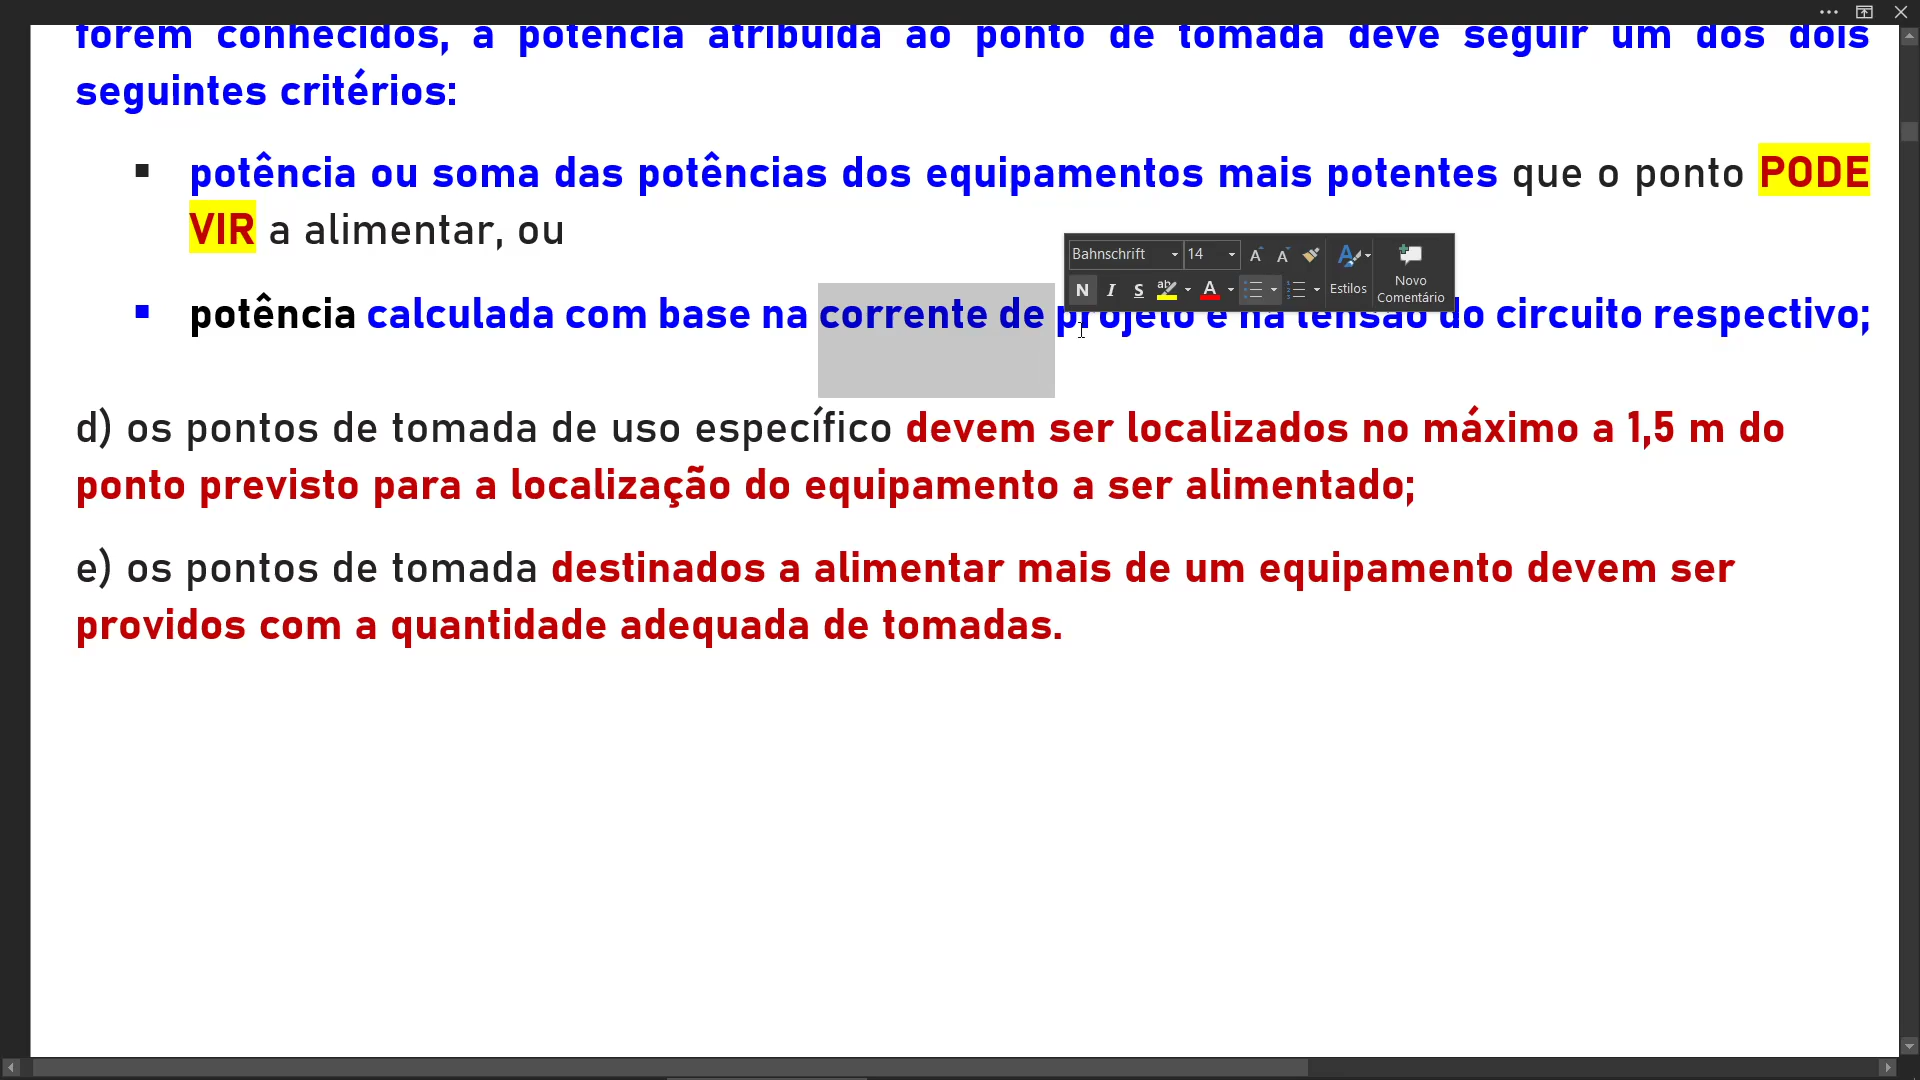 forem conhecidos, a potência atribuída ao ponto de tomada deve seguir um dos dois
seguintes critérios:
▪ potência ou soma das potências dos equipamentos mais potentes que o ponto PODE
VIR a alimentar, ou
Bahnschrift 14
N I S Estilos Novo Comentário
▪ potência calculada com base na corrente de projeto e na tensão do circuito respectivo;
d) os pontos de tomada de uso específico devem ser localizados no máximo a 1,5 m do
ponto previsto para a localização do equipamento a ser alimentado;
e) os pontos de tomada destinados a alimentar mais de um equipamento devem ser
providos com a quantidade adequada de tomadas.